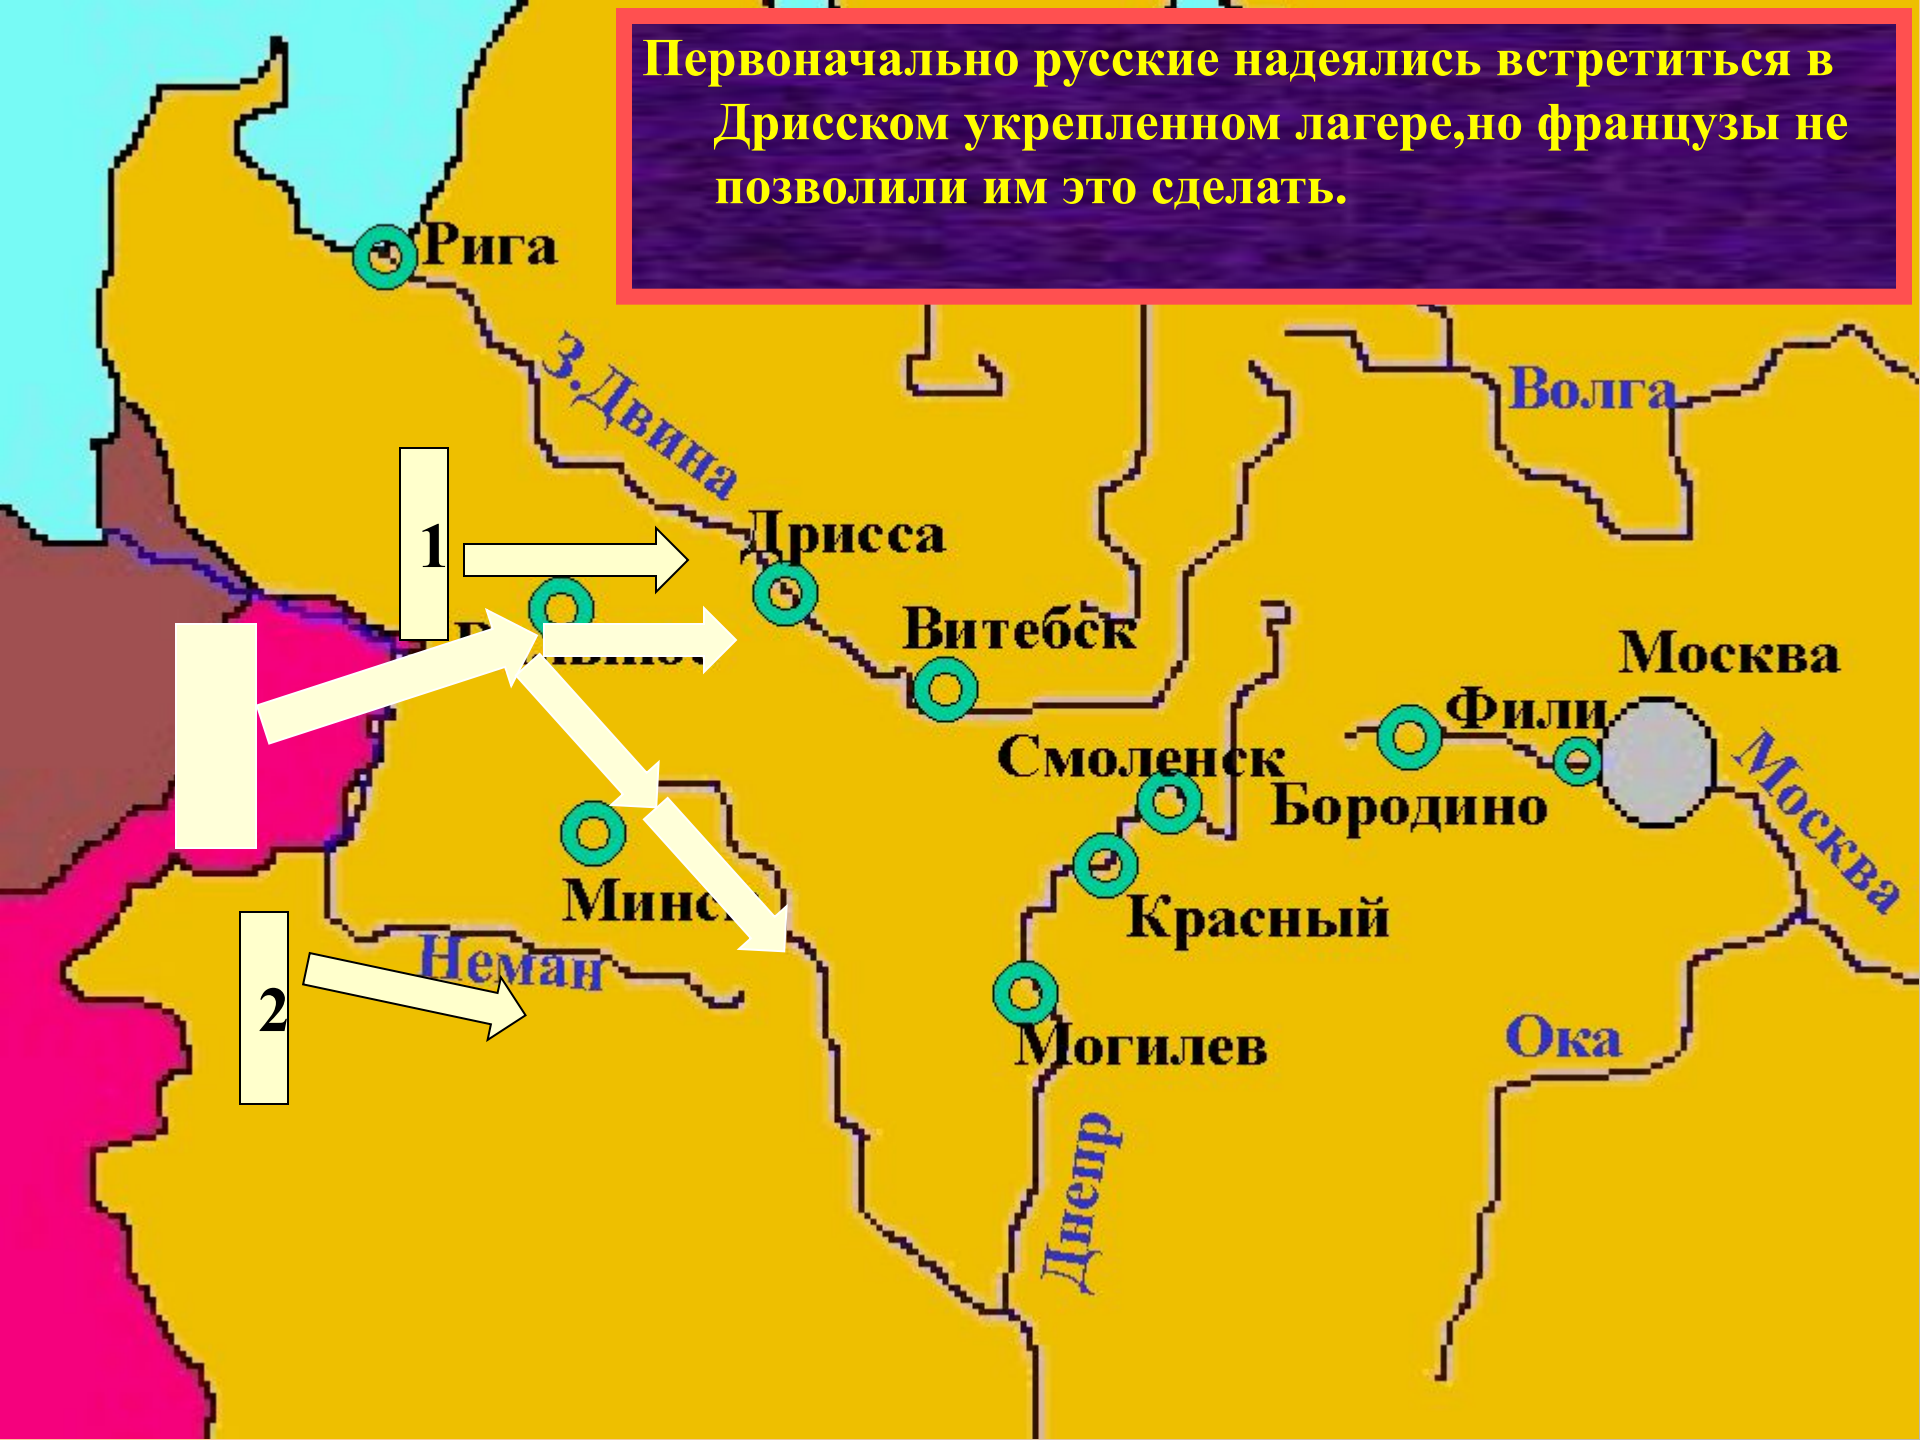 Первоначально русские надеялись встретиться в
Дрисском укрепленном лагере,но французы не
позволили им это сделать.
Рига
З.Двина
Волга
1
Дрисса
Витебск
Москва
Фили
Смоленск
Бородино
Москва
Минск
Красный
Неман
2
Могилев
Ока
Днепр